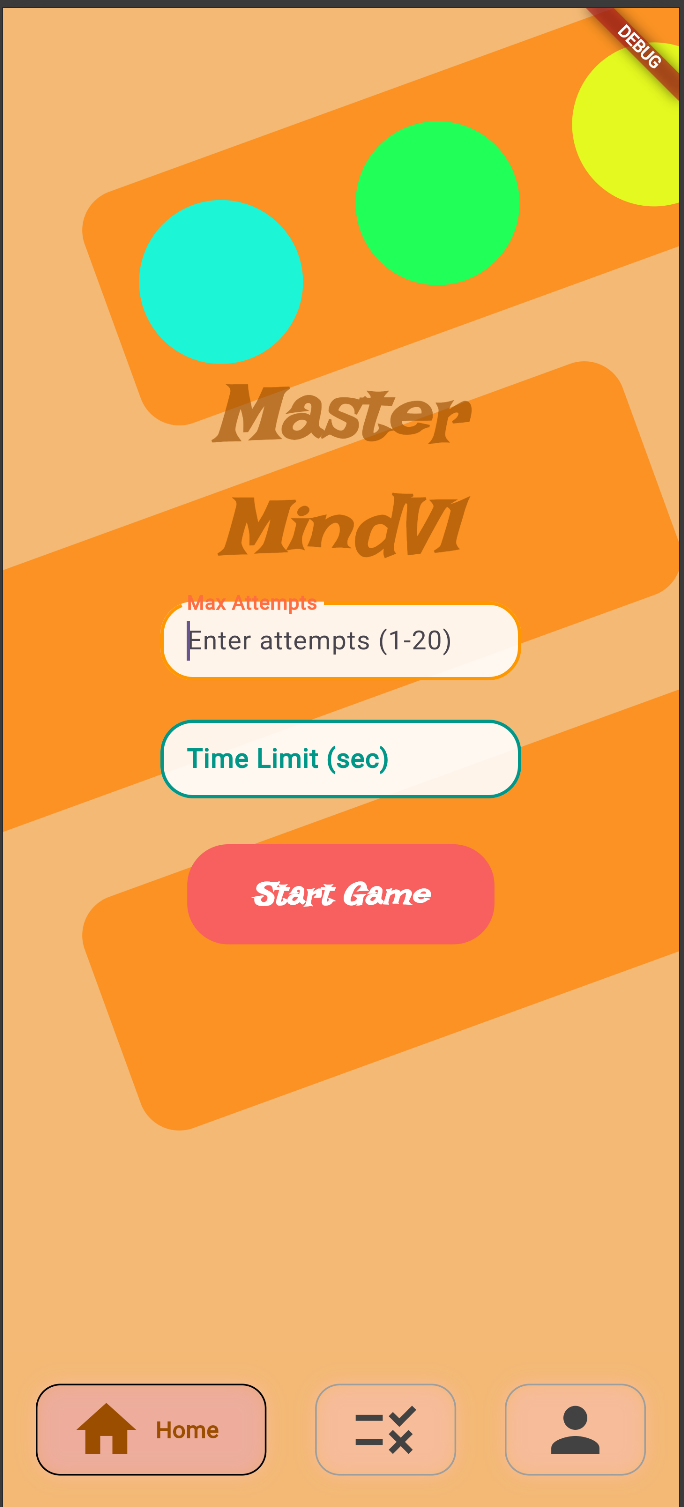 DEBUG
Master
MindVI
Max Attempts
Enter attempts (1-20)
Time Limit (sec)
Start Game
Home